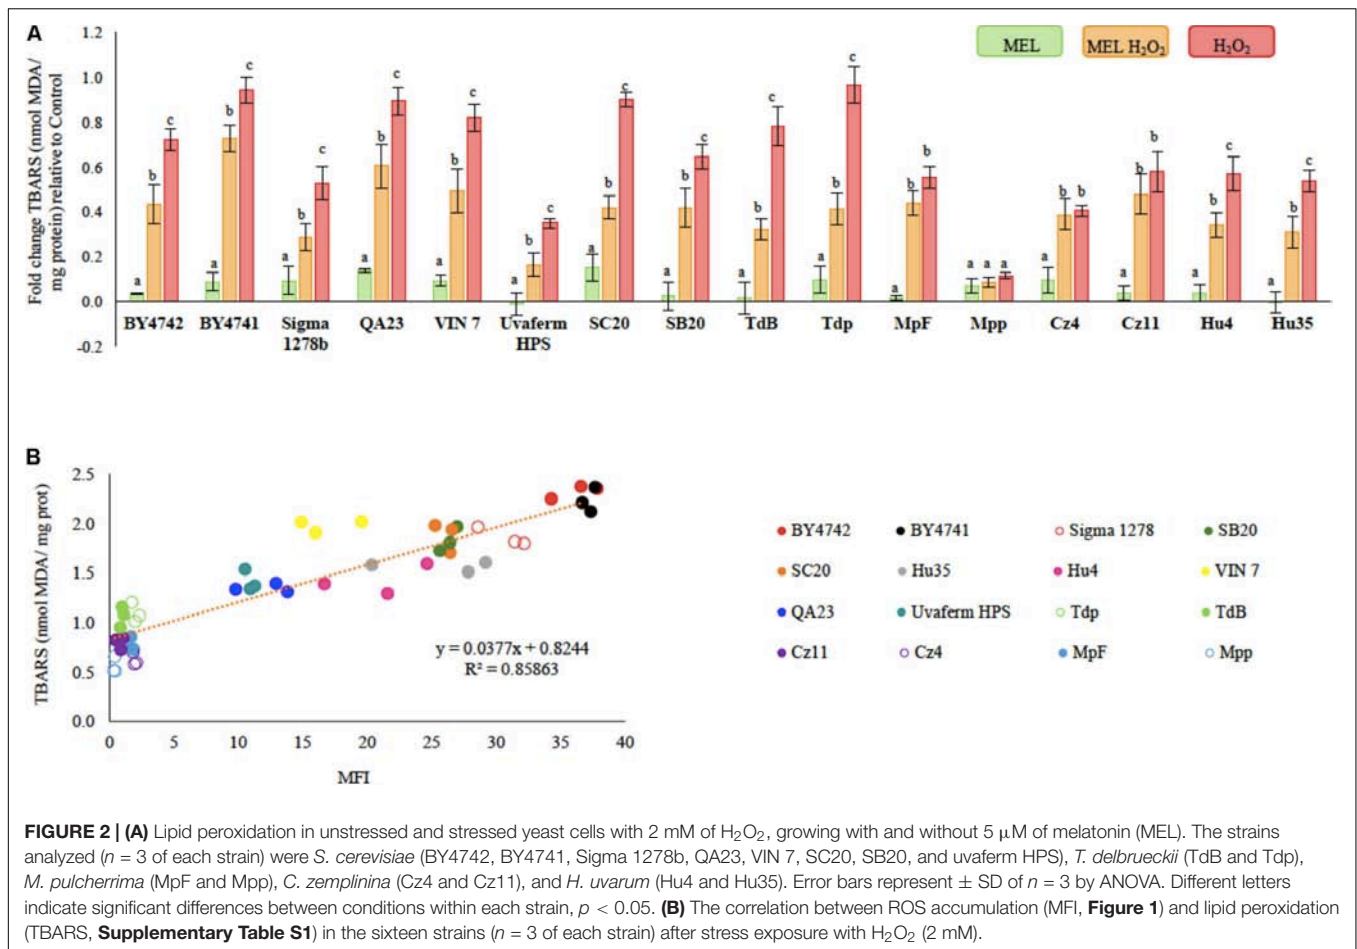 A
Fold change TBARS (nmol MDA/
mg protein) relative to Control
1.2
1.0
0.8
0.6
0.4
0.2
0.0
-0.2
MEL
MEL H₂O₂
H₂O₂
a b c a b c a b c a b c a b c a b c a b c a b c a b c a b c a b b a a a a b b a b b a b c a b c
BY4742 BY4741 Sigma 1278b QA23 VIN 7 Uvaferm HPS SC20 SB20 TdB Tdp MpF Mpp Cz4 Cz11 Hu4 Hu35
B
TBARS (nmol MDA/ mg prot)
2.5
2.0
1.5
1.0
0.5
0.0
y = 0.0377x + 0.8244
R² = 0.85863
0 5 10 15 20 25 30 35 40
MFI
BY4742 BY4741 Sigma 1278 SB20
SC20 Hu35 Hu4 VIN 7
QA23 Uvaferm HPS Tdp TdB
Cz11 Cz4 MpF Mpp
FIGURE 2 | (A) Lipid peroxidation in unstressed and stressed yeast cells with 2 mM of H₂O₂, growing with and without 5 μM of melatonin (MEL). The strains
analyzed (n = 3 of each strain) were S. cerevisiae (BY4742, BY4741, Sigma 1278b, QA23, VIN 7, SC20, SB20, and uvaferm HPS), T. delbrueckii (TdB and Tdp),
M. pulcherrima (MpF and Mpp), C. zemplinina (Cz4 and Cz11), and H. uvarum (Hu4 and Hu35). Error bars represent ± SD of n = 3 by ANOVA. Different letters
indicate significant differences between conditions within each strain, p < 0.05. (B) The correlation between ROS accumulation (MFI, Figure 1) and lipid peroxidation
(TBARS, Supplementary Table S1) in the sixteen strains (n = 3 of each strain) after stress exposure with H₂O₂ (2 mM).